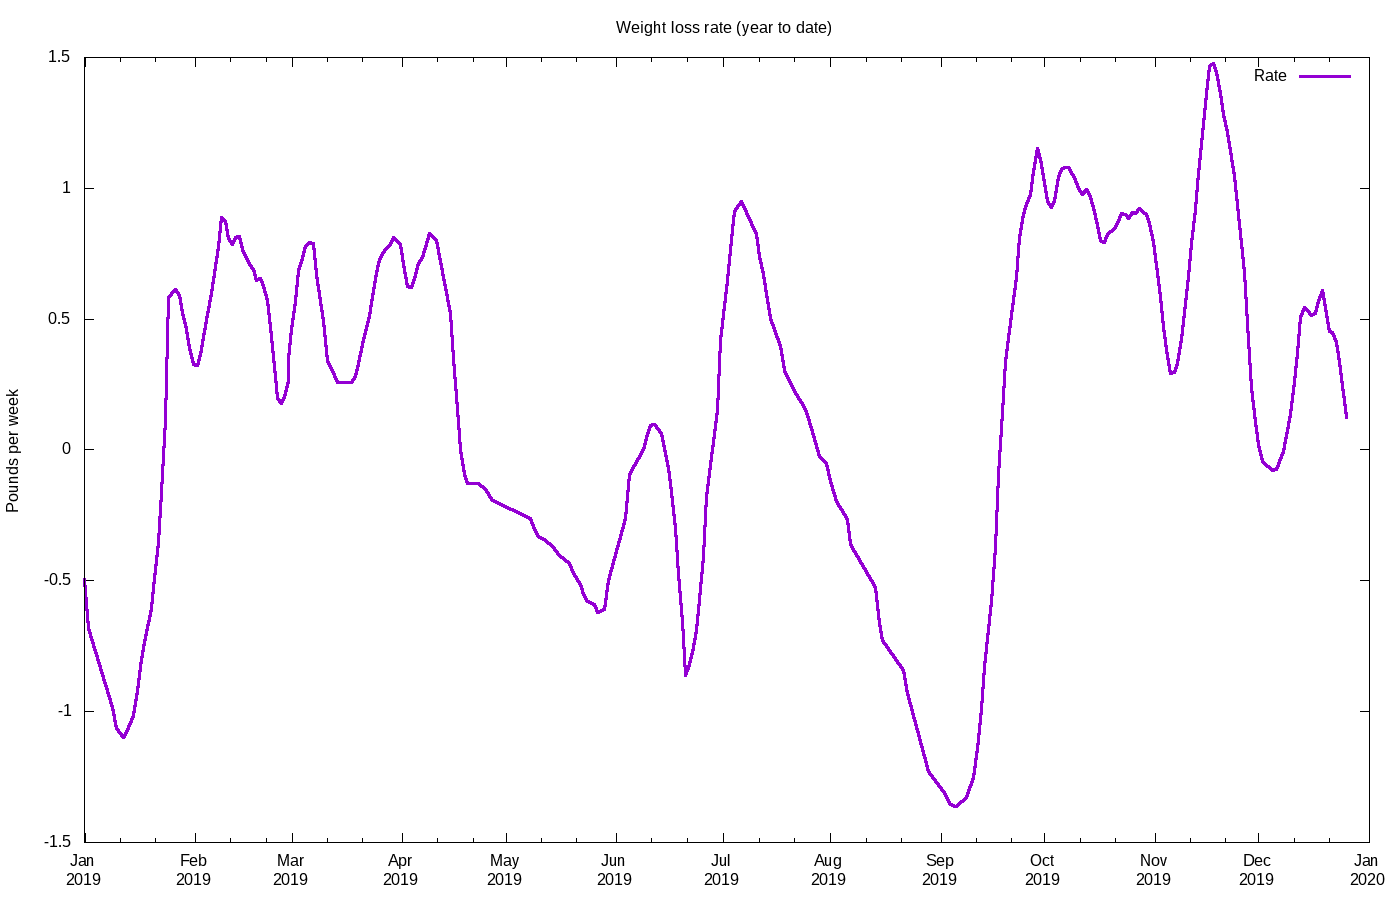 Weight loss rate (year to date)
Rate
Pounds per week
1.5
1
0.5
0
-0.5
-1
-1.5
Jan Feb Mar Apr May Jun Jul Aug Sep Oct Nov Dec Jan
2019 2019 2019 2019 2019 2019 2019 2019 2019 2019 2019 2019 2020